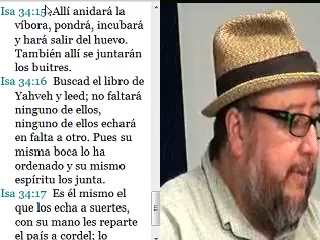 Isa 34:15 Allí anidará la
víbora, pondrá, incubará
y hará salir del huevo.
También allí se juntarán
los buitres.
Isa 34:16 Buscad el libro de
Yahveh y leed; no faltará
ninguno de ellos,
ninguno de ellos echará
en falta a otro. Pues su
misma boca lo ha
ordenado y su mismo
espíritu los junta.
Isa 34:17 Es él mismo el
que los echa a suertes,
con su mano les reparte
el país a cordel; lo